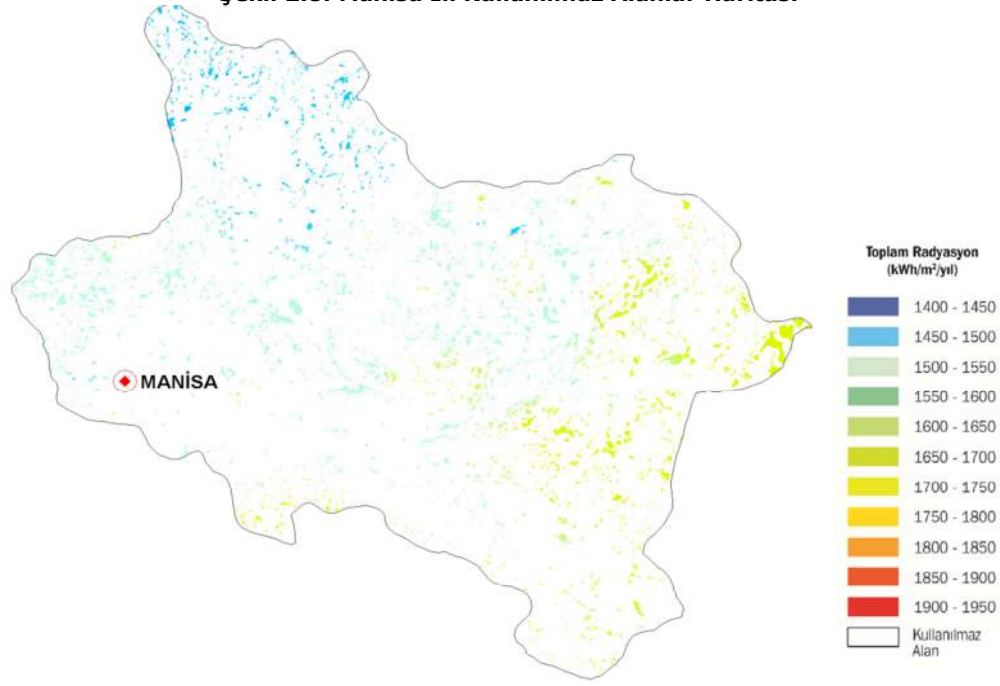 MANİSA
Toplam Radyasyon
(kWh/m²/yıl)
1400 - 1450
1450 - 1500
1500 - 1550
1550 - 1600
1600 - 1650
1650 - 1700
1700 - 1750
1750 - 1800
1800 - 1850
1850 - 1900
1900 - 1950
Kullanılmaz
Alan